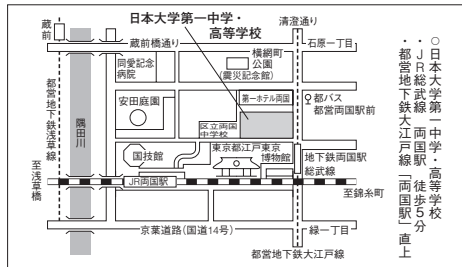 日本大学第一中学・
高等学校
清澄通り
蔵前
蔵前橋通り
石原一丁目
同愛記念
病院
横網町
公園
(震災記念館)
安田庭園
第一ホテル両国
都バス
都営両国駅前
都営地下鉄浅草線
隅田川
区立両国
中学校
国技館
東京都江戸東京
博物館
地下鉄両国駅
総武線
至浅草橋
JR両国駅
至錦糸町
京葉道路(国道14号)
緑一丁目
都営地下鉄大江戸線
○日本大学第一中学・高等学校
・JR総武線 両国駅 徒歩5分
・都営地下鉄大江戸線「両国駅」直上